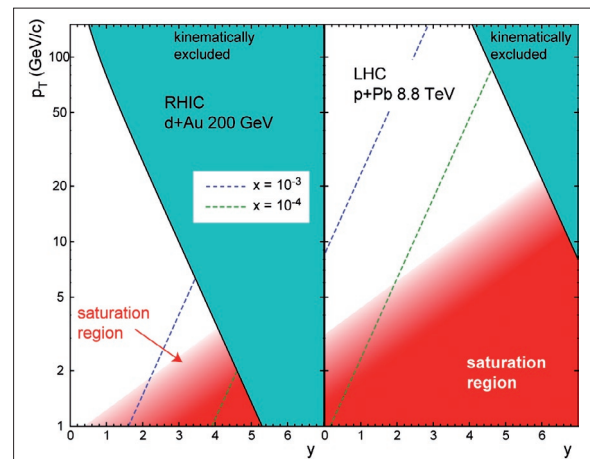 kinematically
excluded
RHIC
d+Au 200 GeV
x = 10⁻³
x = 10⁻⁴
saturation
region
p_T (GeV/c)
100
50
20
10
5
2
1
0 1 2 3 4 5 6 y
kinematically
excluded
LHC
p+Pb 8.8 TeV
saturation
region
0 1 2 3 4 5 6 y